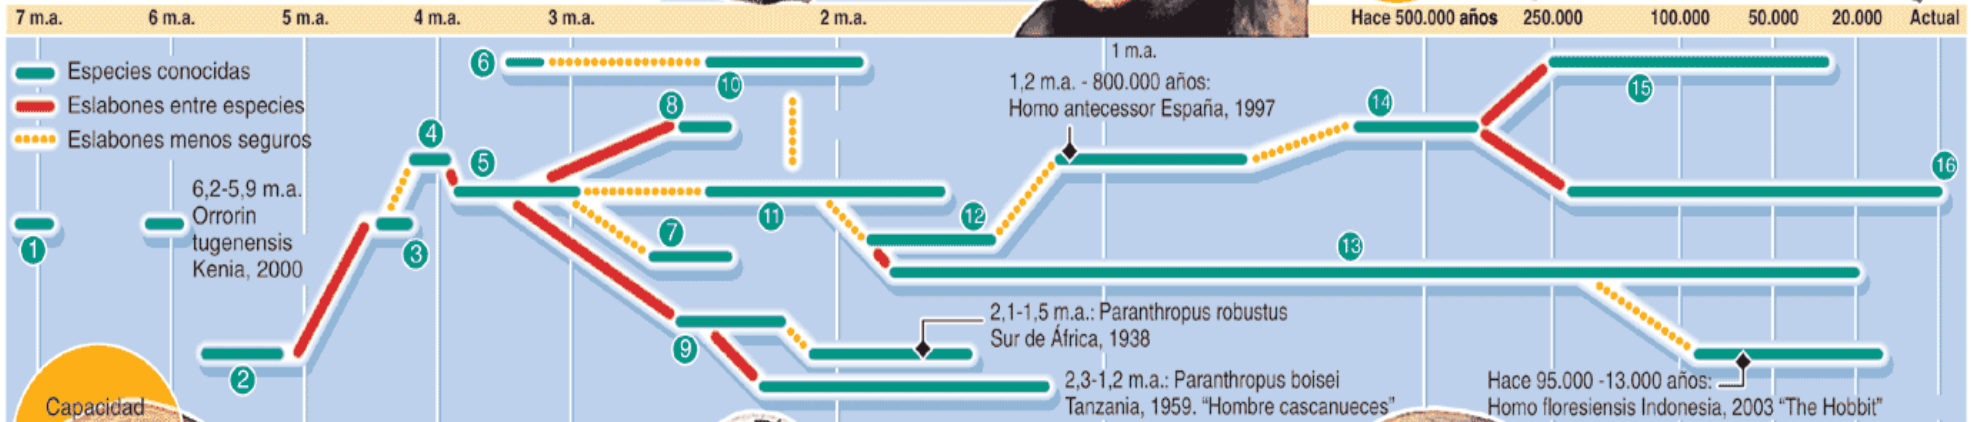 7 m.a. 6 m.a. 5 m.a. 4 m.a. 3 m.a. 2 m.a. Hace 500.000 años 250.000 100.000 50.000 20.000 Actual
1 m.a.
Especies conocidas
Eslabones entre especies
Eslabones menos seguros
6,2-5,9 m.a.
Orrorin
tugenensis
Kenia, 2000
1
2
3
4
5
6
7
8
9
10
11
12
1,2 m.a. - 800.000 años:
Homo antecessor España, 1997
13
14
15
16
2,1-1,5 m.a.: Paranthropus robustus
Sur de África, 1938
2,3-1,2 m.a.: Paranthropus boisei
Tanzania, 1959. “Hombre cascanueces”
Hace 95.000 -13.000 años:
Homo floresiensis Indonesia, 2003 “The Hobbit”
Capacidad